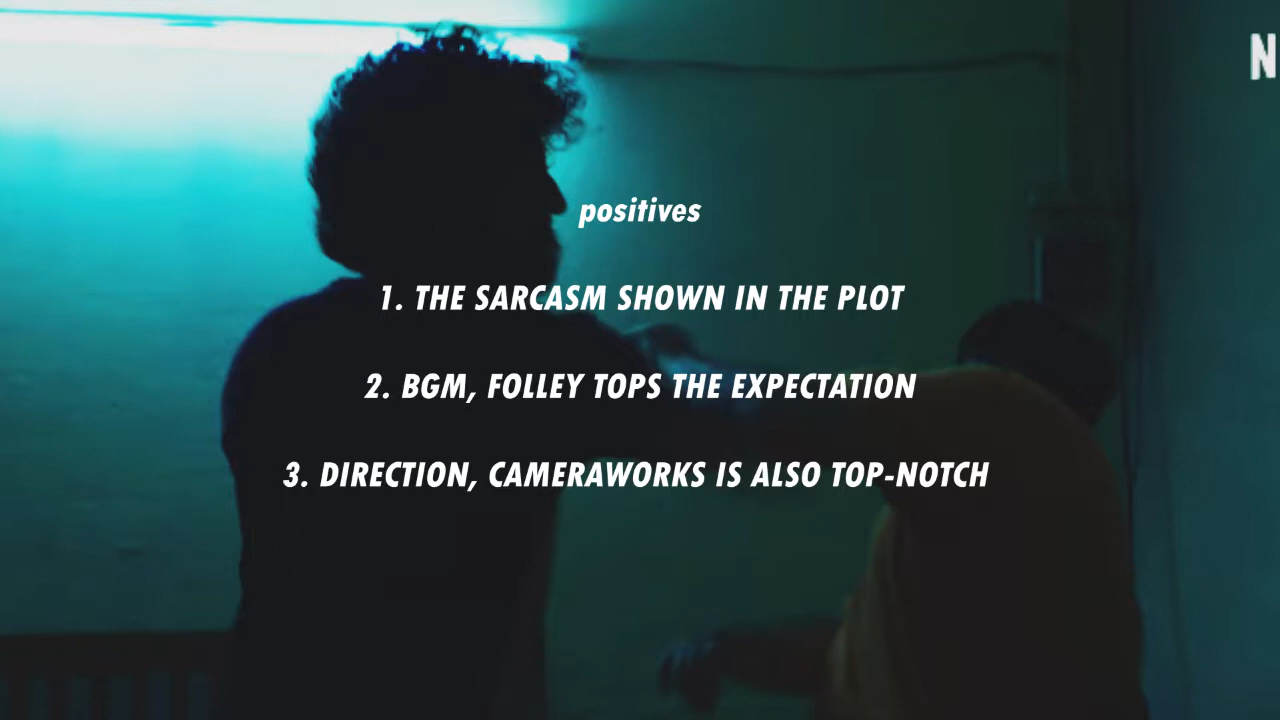 N
positives
1. THE SARCASM SHOWN IN THE PLOT
2. BGM, FOLLEY TOPS THE EXPECTATION
3. DIRECTION, CAMERAWORKS IS ALSO TOP-NOTCH